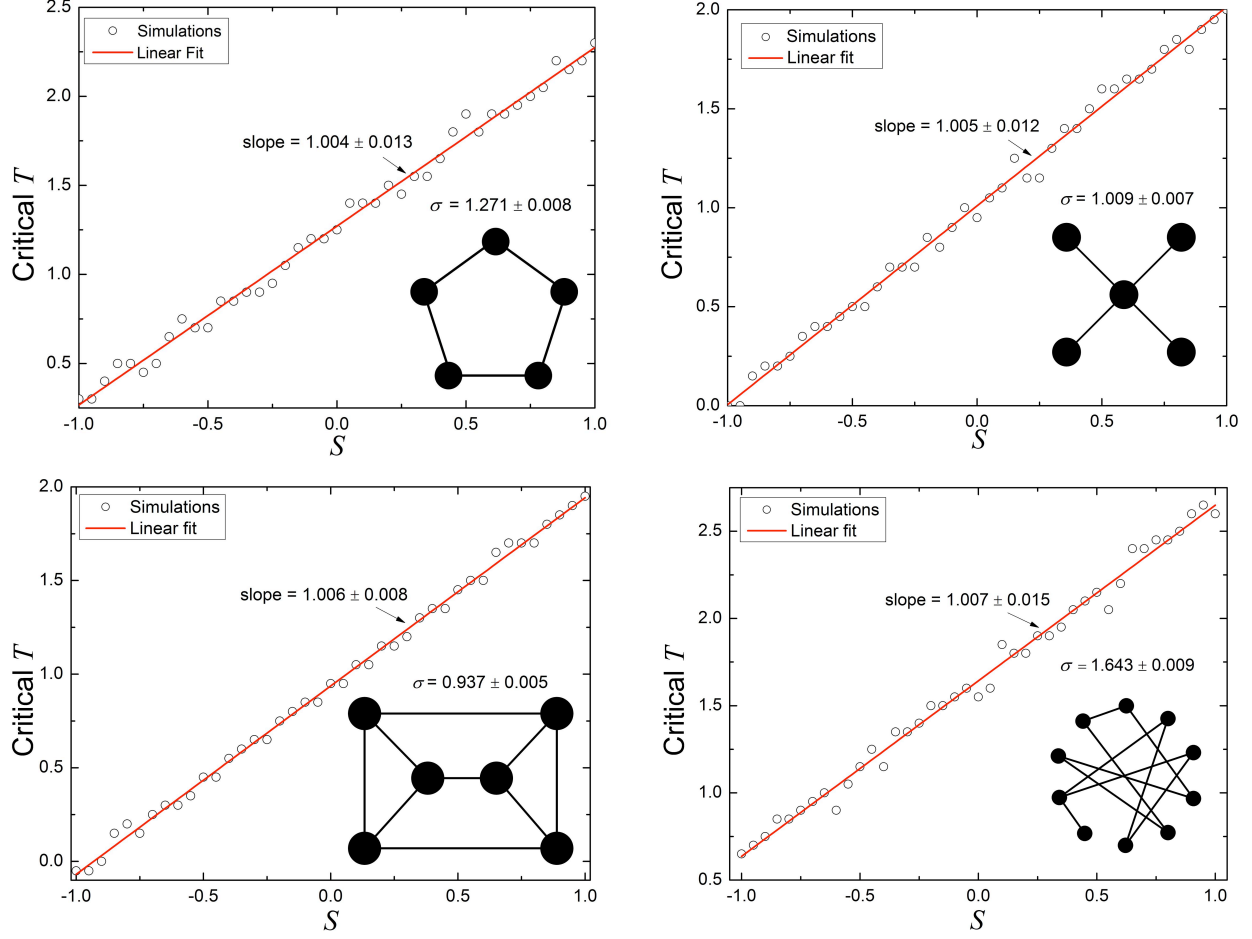 2.5
2.0
1.5
1.0
0.5
Critical T
Simulations
Linear Fit
slope = 1.004 ± 0.013
σ = 1.271 ± 0.008
-1.0 -0.5 0.0 0.5 1.0
S
2.0
1.5
1.0
0.5
0.0
Critical T
Simulations
Linear fit
slope = 1.005 ± 0.012
σ = 1.009 ± 0.007
-1.0 -0.5 0.0 0.5 1.0
S
2.0
1.5
1.0
0.5
0.0
Critical T
Simulations
Linear fit
slope = 1.006 ± 0.008
σ = 0.937 ± 0.005
-1.0 -0.5 0.0 0.5 1.0
S
2.5
2.0
1.5
1.0
0.5
Critical T
Simulations
Linear fit
slope = 1.007 ± 0.015
σ = 1.643 ± 0.009
-1.0 -0.5 0.0 0.5 1.0
S